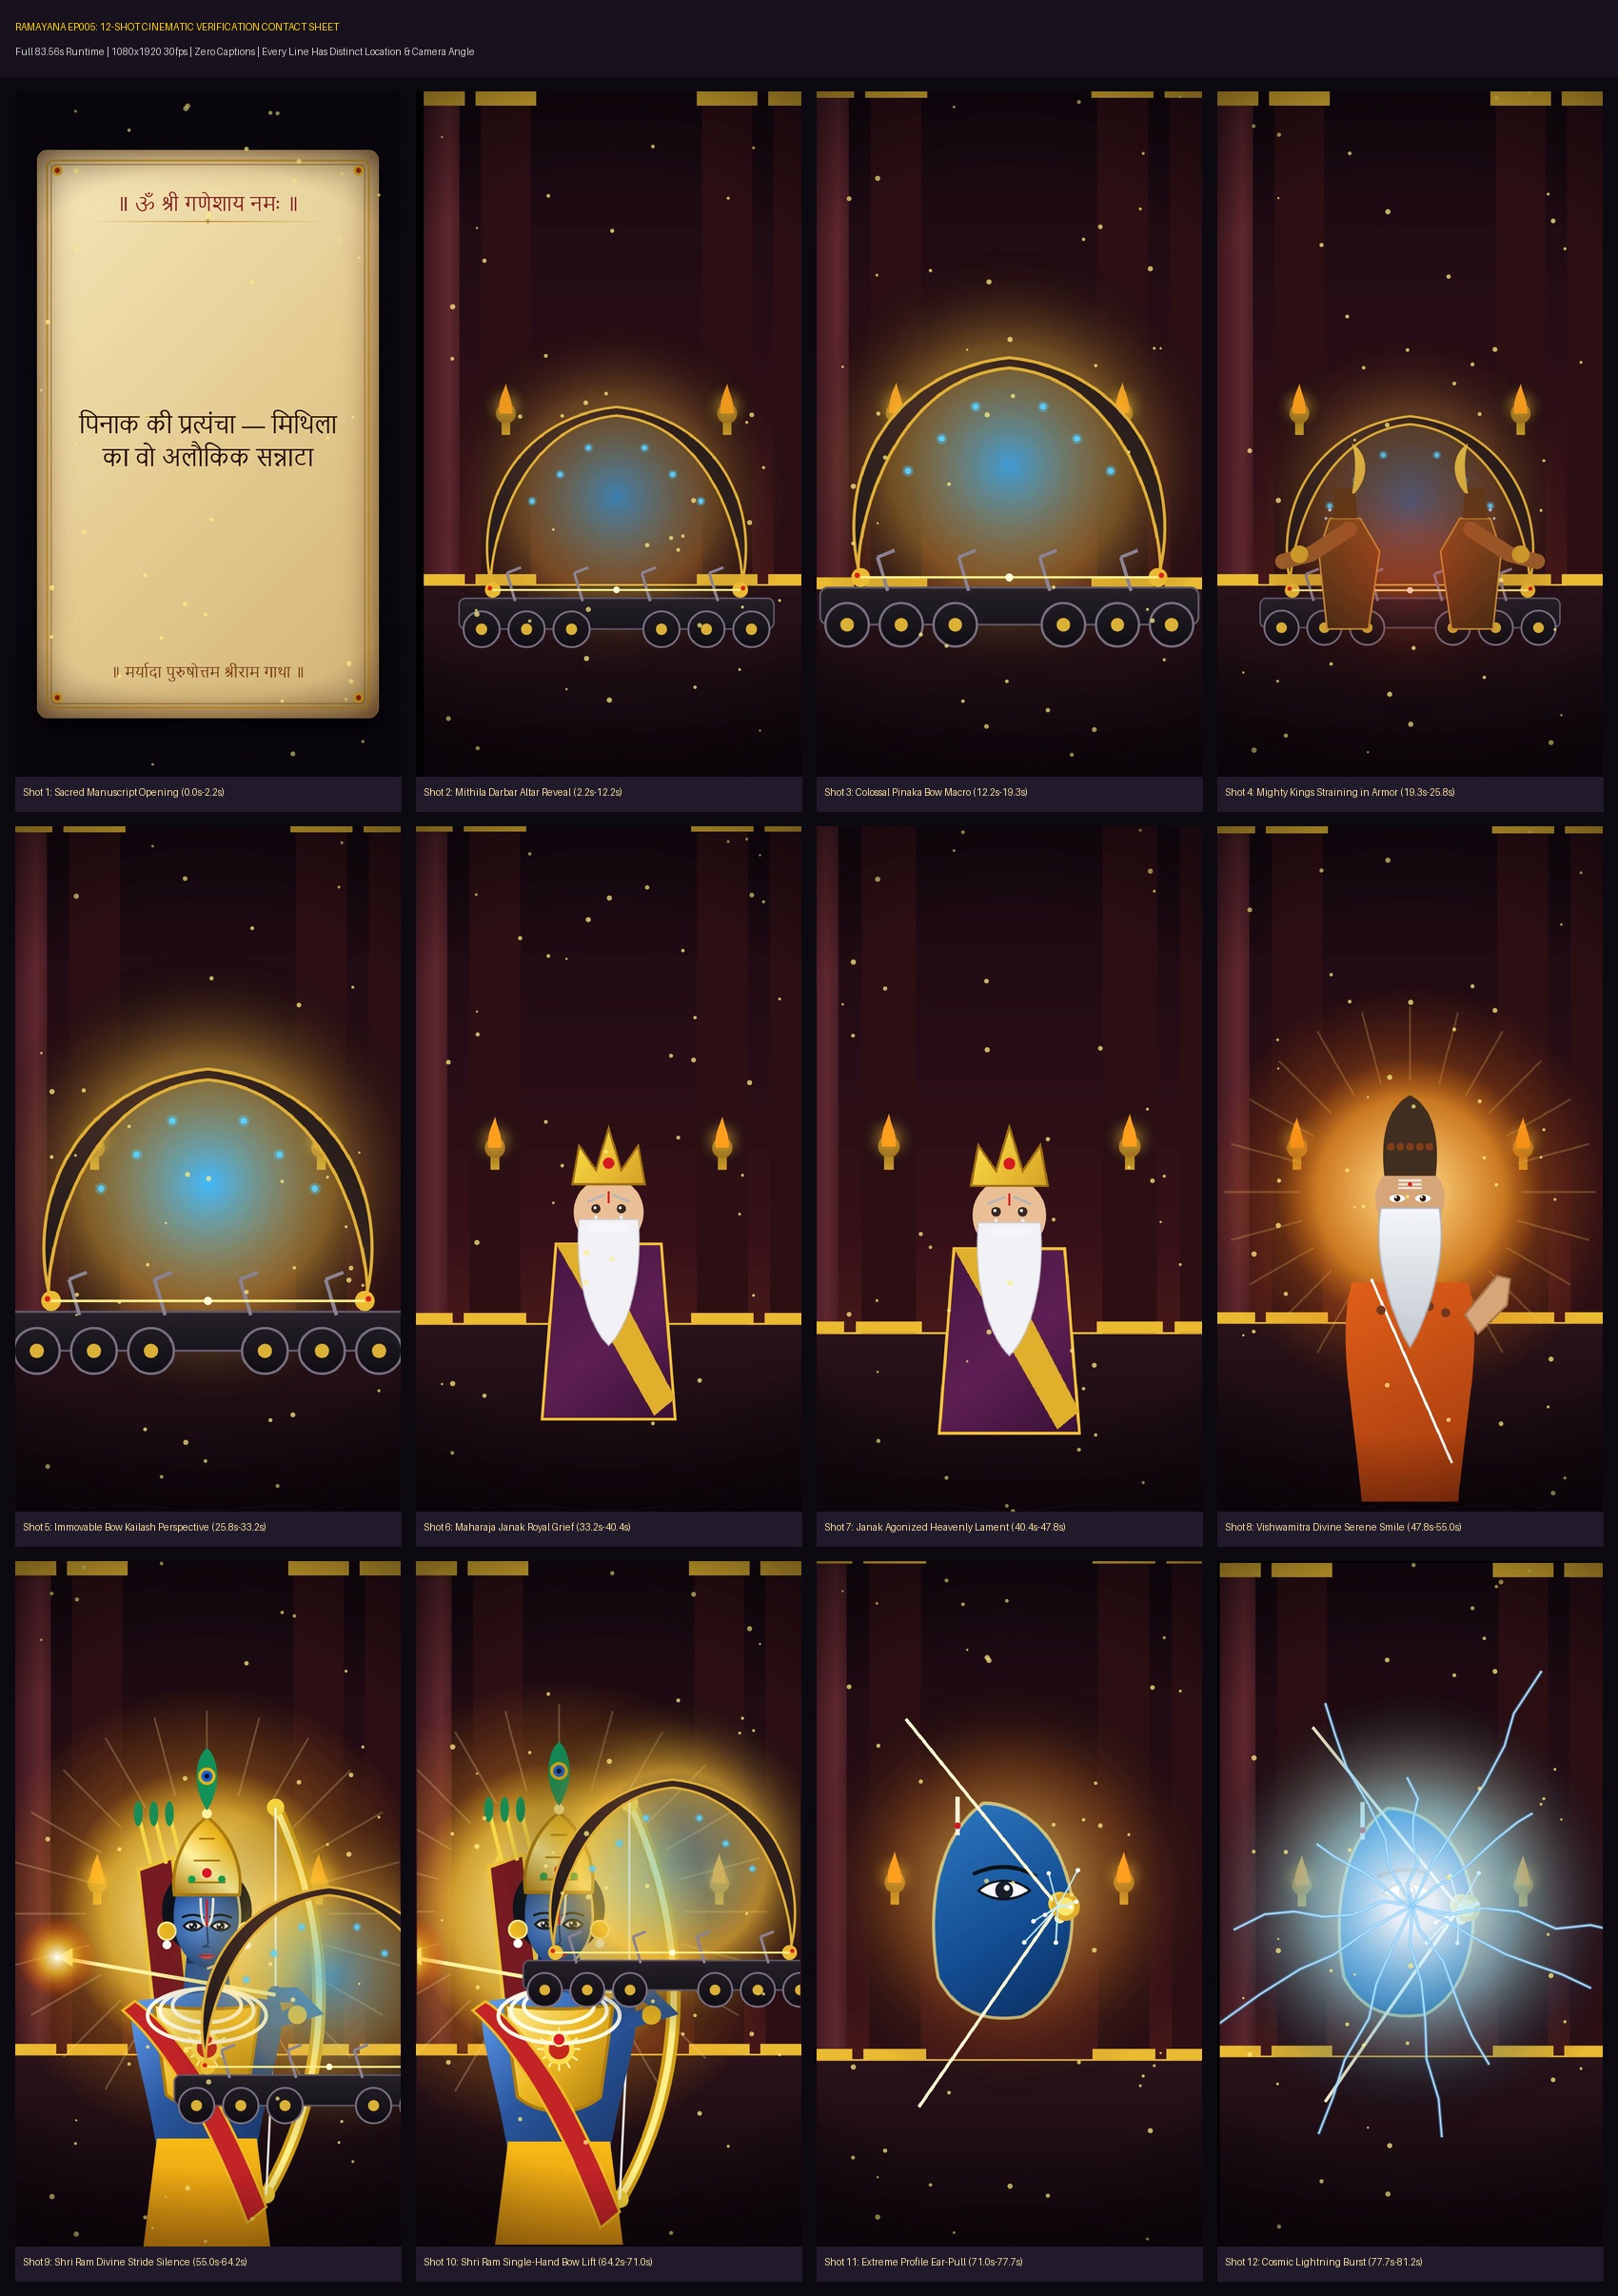 RAMAYANA EP005: 12-SHOT CINEMATIC VERIFICATION CONTACT SHEET
Full 83.56s Runtime | 1080x1920 30fps | Zero Captions | Every Line Has Distinct Location & Camera Angle
॥ ॐ श्री गणेशाय नमः ॥
पिनाक की प्रत्यंचा — मिथिला
का वो अलौकिक सन्नाटा
॥ मर्यादा पुरुषोत्तम श्रीराम गाथा ॥
Shot 1: Sacred Manuscript Opening (0.0s-2.2s)
Shot 2: Mithila Darbar Altar Reveal (2.2s-12.2s)
Shot 3: Colossal Pinaka Bow Macro (12.2s-19.3s)
Shot 4: Mighty Kings Straining in Armor (19.3s-25.8s)
Shot 5: Immovable Bow Kailash Perspective (25.8s-33.2s)
Shot 6: Maharaja Janak Royal Grief (33.2s-40.4s)
Shot 7: Janak Agonized Heavenly Lament (40.4s-47.8s)
Shot 8: Vishwamitra Divine Serene Smile (47.8s-55.0s)
Shot 9: Shri Ram Divine Stride Silence (55.0s-64.2s)
Shot 10: Shri Ram Single-Hand Bow Lift (64.2s-71.0s)
Shot 11: Extreme Profile Ear-Pull (71.0s-77.7s)
Shot 12: Cosmic Lightning Burst (77.7s-81.2s)